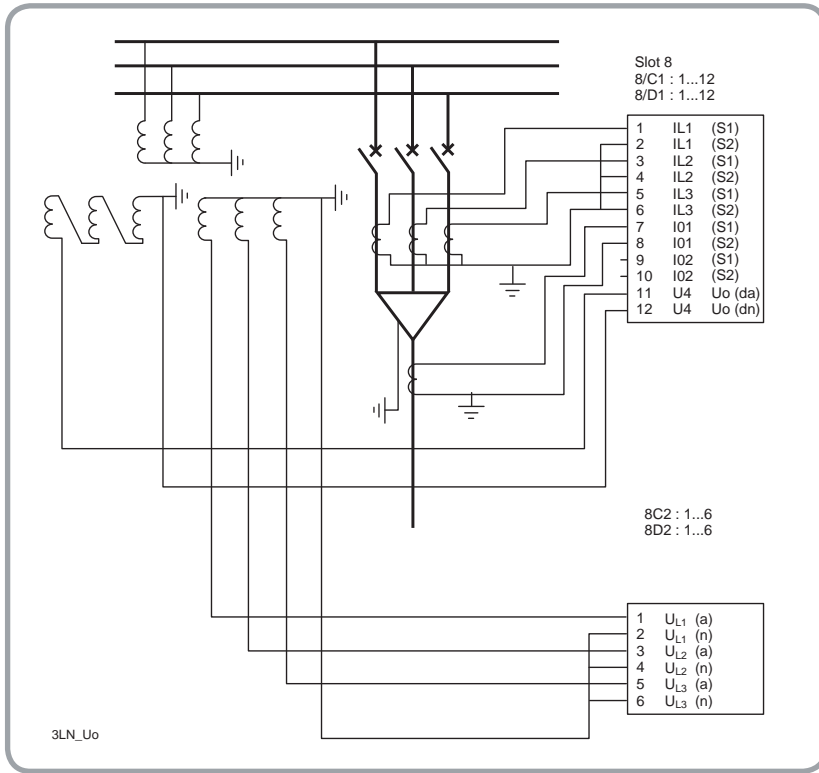 Slot 8
8/C1 : 1...12
8/D1 : 1...12
1 IL1 (S1)
2 IL1 (S2)
3 IL2 (S1)
4 IL2 (S2)
5 IL3 (S1)
6 IL3 (S2)
7 I01 (S1)
8 I01 (S2)
9 I02 (S1)
10 I02 (S2)
11 U4 Uo (da)
12 U4 Uo (dn)
8C2 : 1...6
8D2 : 1...6
1 UL1 (a)
2 UL1 (n)
3 UL2 (a)
4 UL2 (n)
5 UL3 (a)
6 UL3 (n)
3LN_Uo